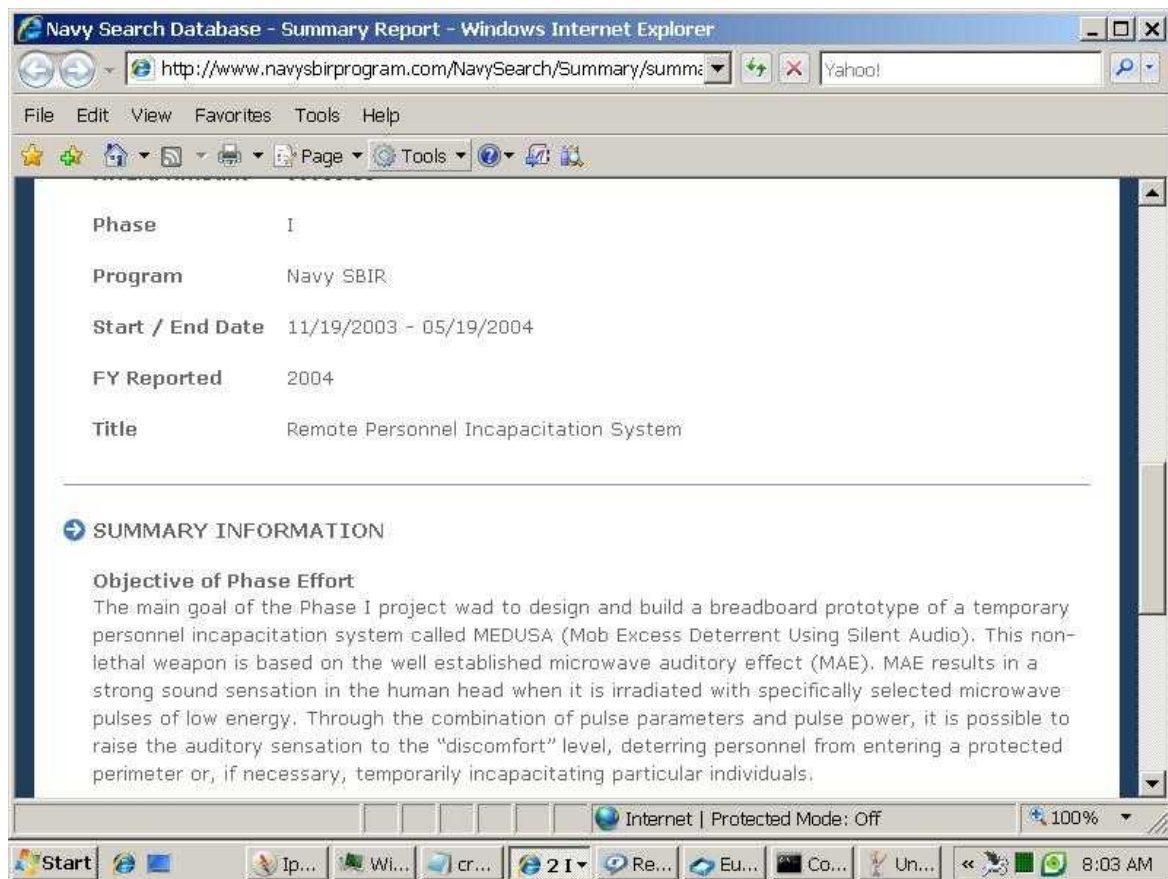 Navy Search Database - Summary Report - Windows Internet Explorer
http://www.navysbirprogram.com/NavySearch/Summary/summa
Yahoo!
File Edit View Favorites Tools Help
Page Tools
Phase I
Program Navy SBIR
Start / End Date 11/19/2003 - 05/19/2004
FY Reported 2004
Title Remote Personnel Incapacitation System
SUMMARY INFORMATION
Objective of Phase Effort
The main goal of the Phase I project wad to design and build a breadboard prototype of a temporary
personnel incapacitation system called MEDUSA (Mob Excess Deterrent Using Silent Audio). This non-
lethal weapon is based on the well established microwave auditory effect (MAE). MAE results in a
strong sound sensation in the human head when it is irradiated with specifically selected microwave
pulses of low energy. Through the combination of pulse parameters and pulse power, it is possible to
raise the auditory sensation to the “discomfort” level, deterring personnel from entering a protected
perimeter or, if necessary, temporarily incapacitating particular individuals.
Internet | Protected Mode: Off 100%
Start Ip... Wi... cr... 2 I Re... Eu... Co... Un... « 8:03 AM